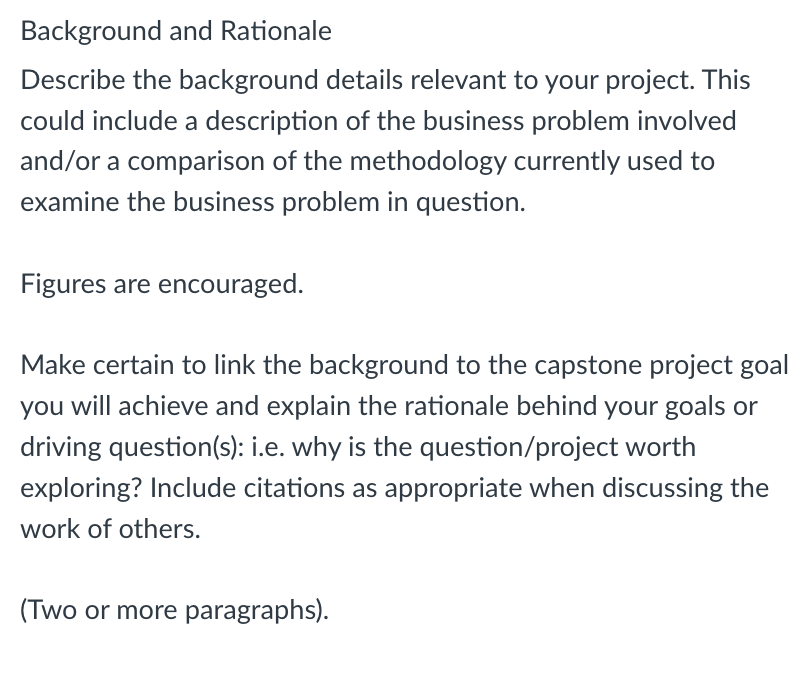 Background and Rationale
Describe the background details relevant to your project. This
could include a description of the business problem involved
and/or a comparison of the methodology currently used to
examine the business problem in question.
Figures are encouraged.
Make certain to link the background to the capstone project goal
you will achieve and explain the rationale behind your goals or
driving question(s): i.e. why is the question/project worth
exploring? Include citations as appropriate when discussing the
work of others.
(Two or more paragraphs).